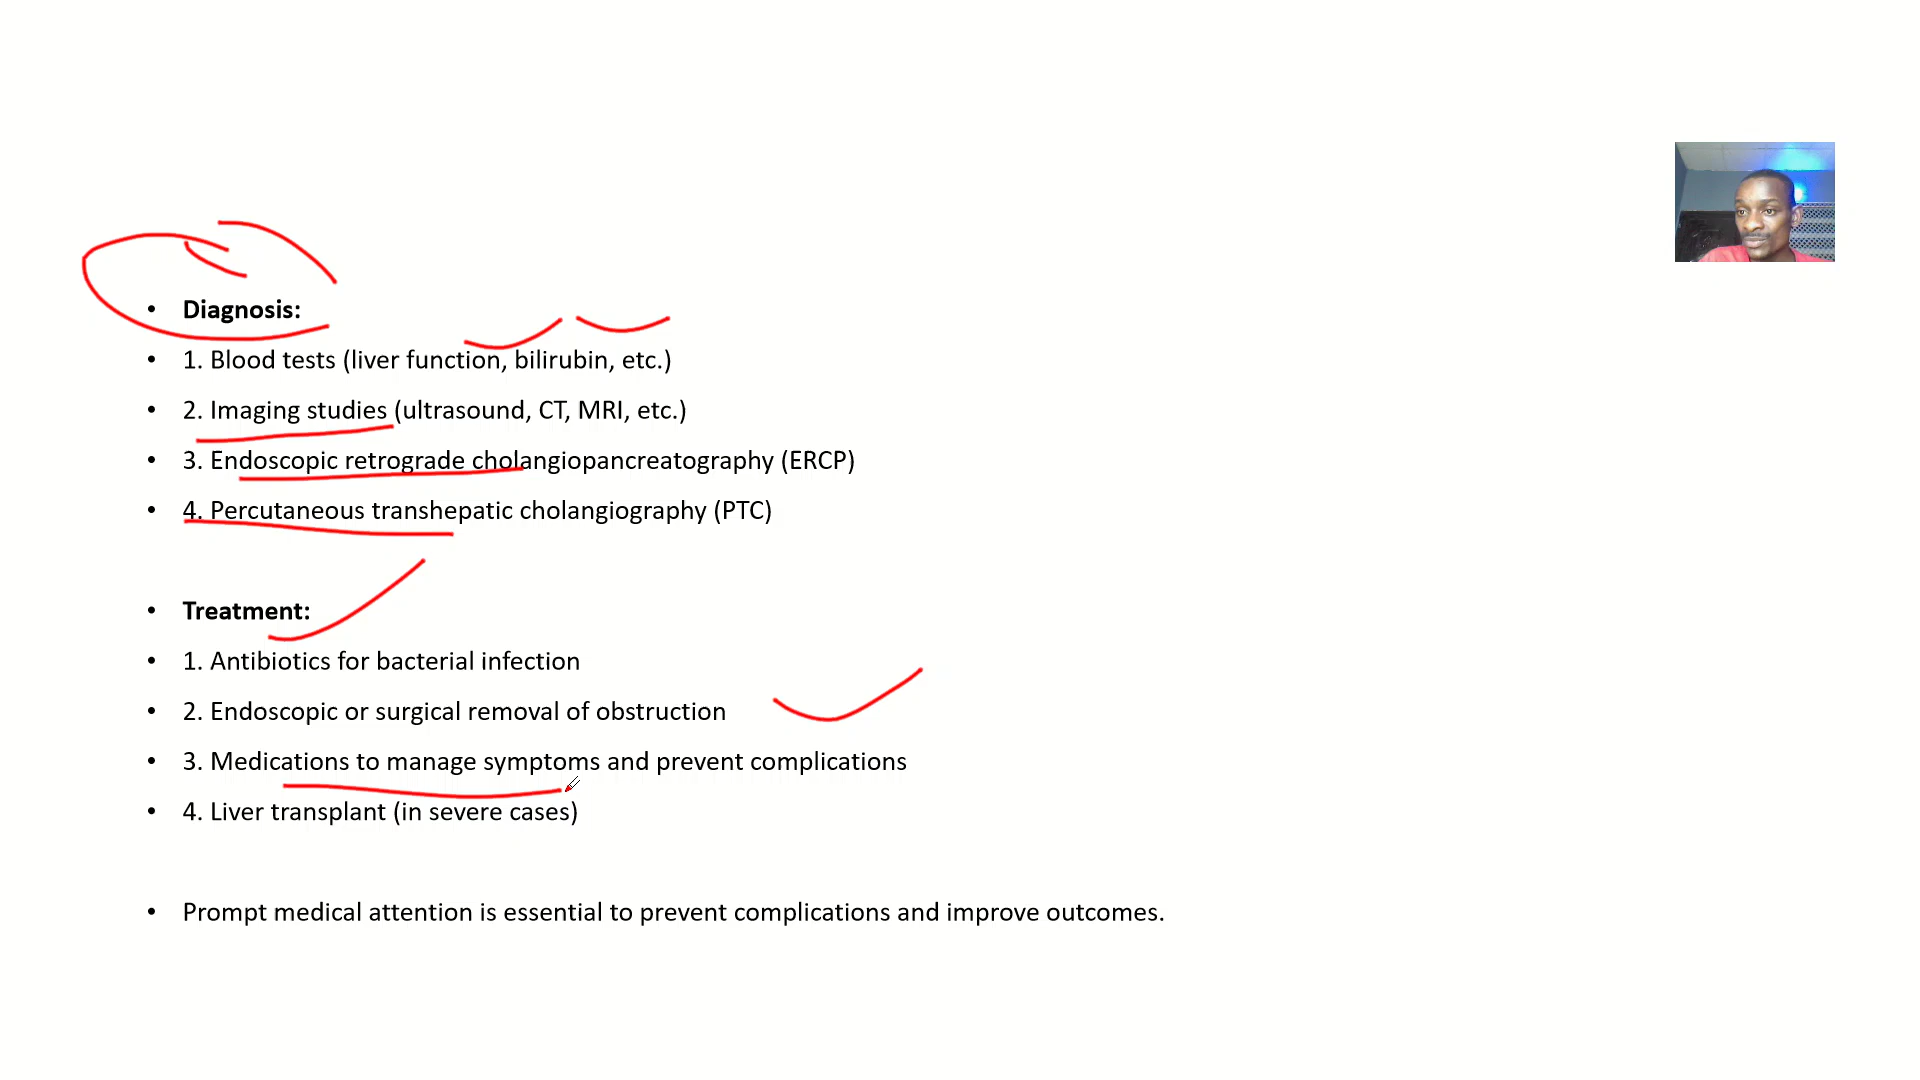 • Diagnosis:
• 1. Blood tests (liver function, bilirubin, etc.)
• 2. Imaging studies (ultrasound, CT, MRI, etc.)
• 3. Endoscopic retrograde cholangiopancreatography (ERCP)
• 4. Percutaneous transhepatic cholangiography (PTC)
• Treatment:
• 1. Antibiotics for bacterial infection
• 2. Endoscopic or surgical removal of obstruction
• 3. Medications to manage symptoms and prevent complications
• 4. Liver transplant (in severe cases)
• Prompt medical attention is essential to prevent complications and improve outcomes.